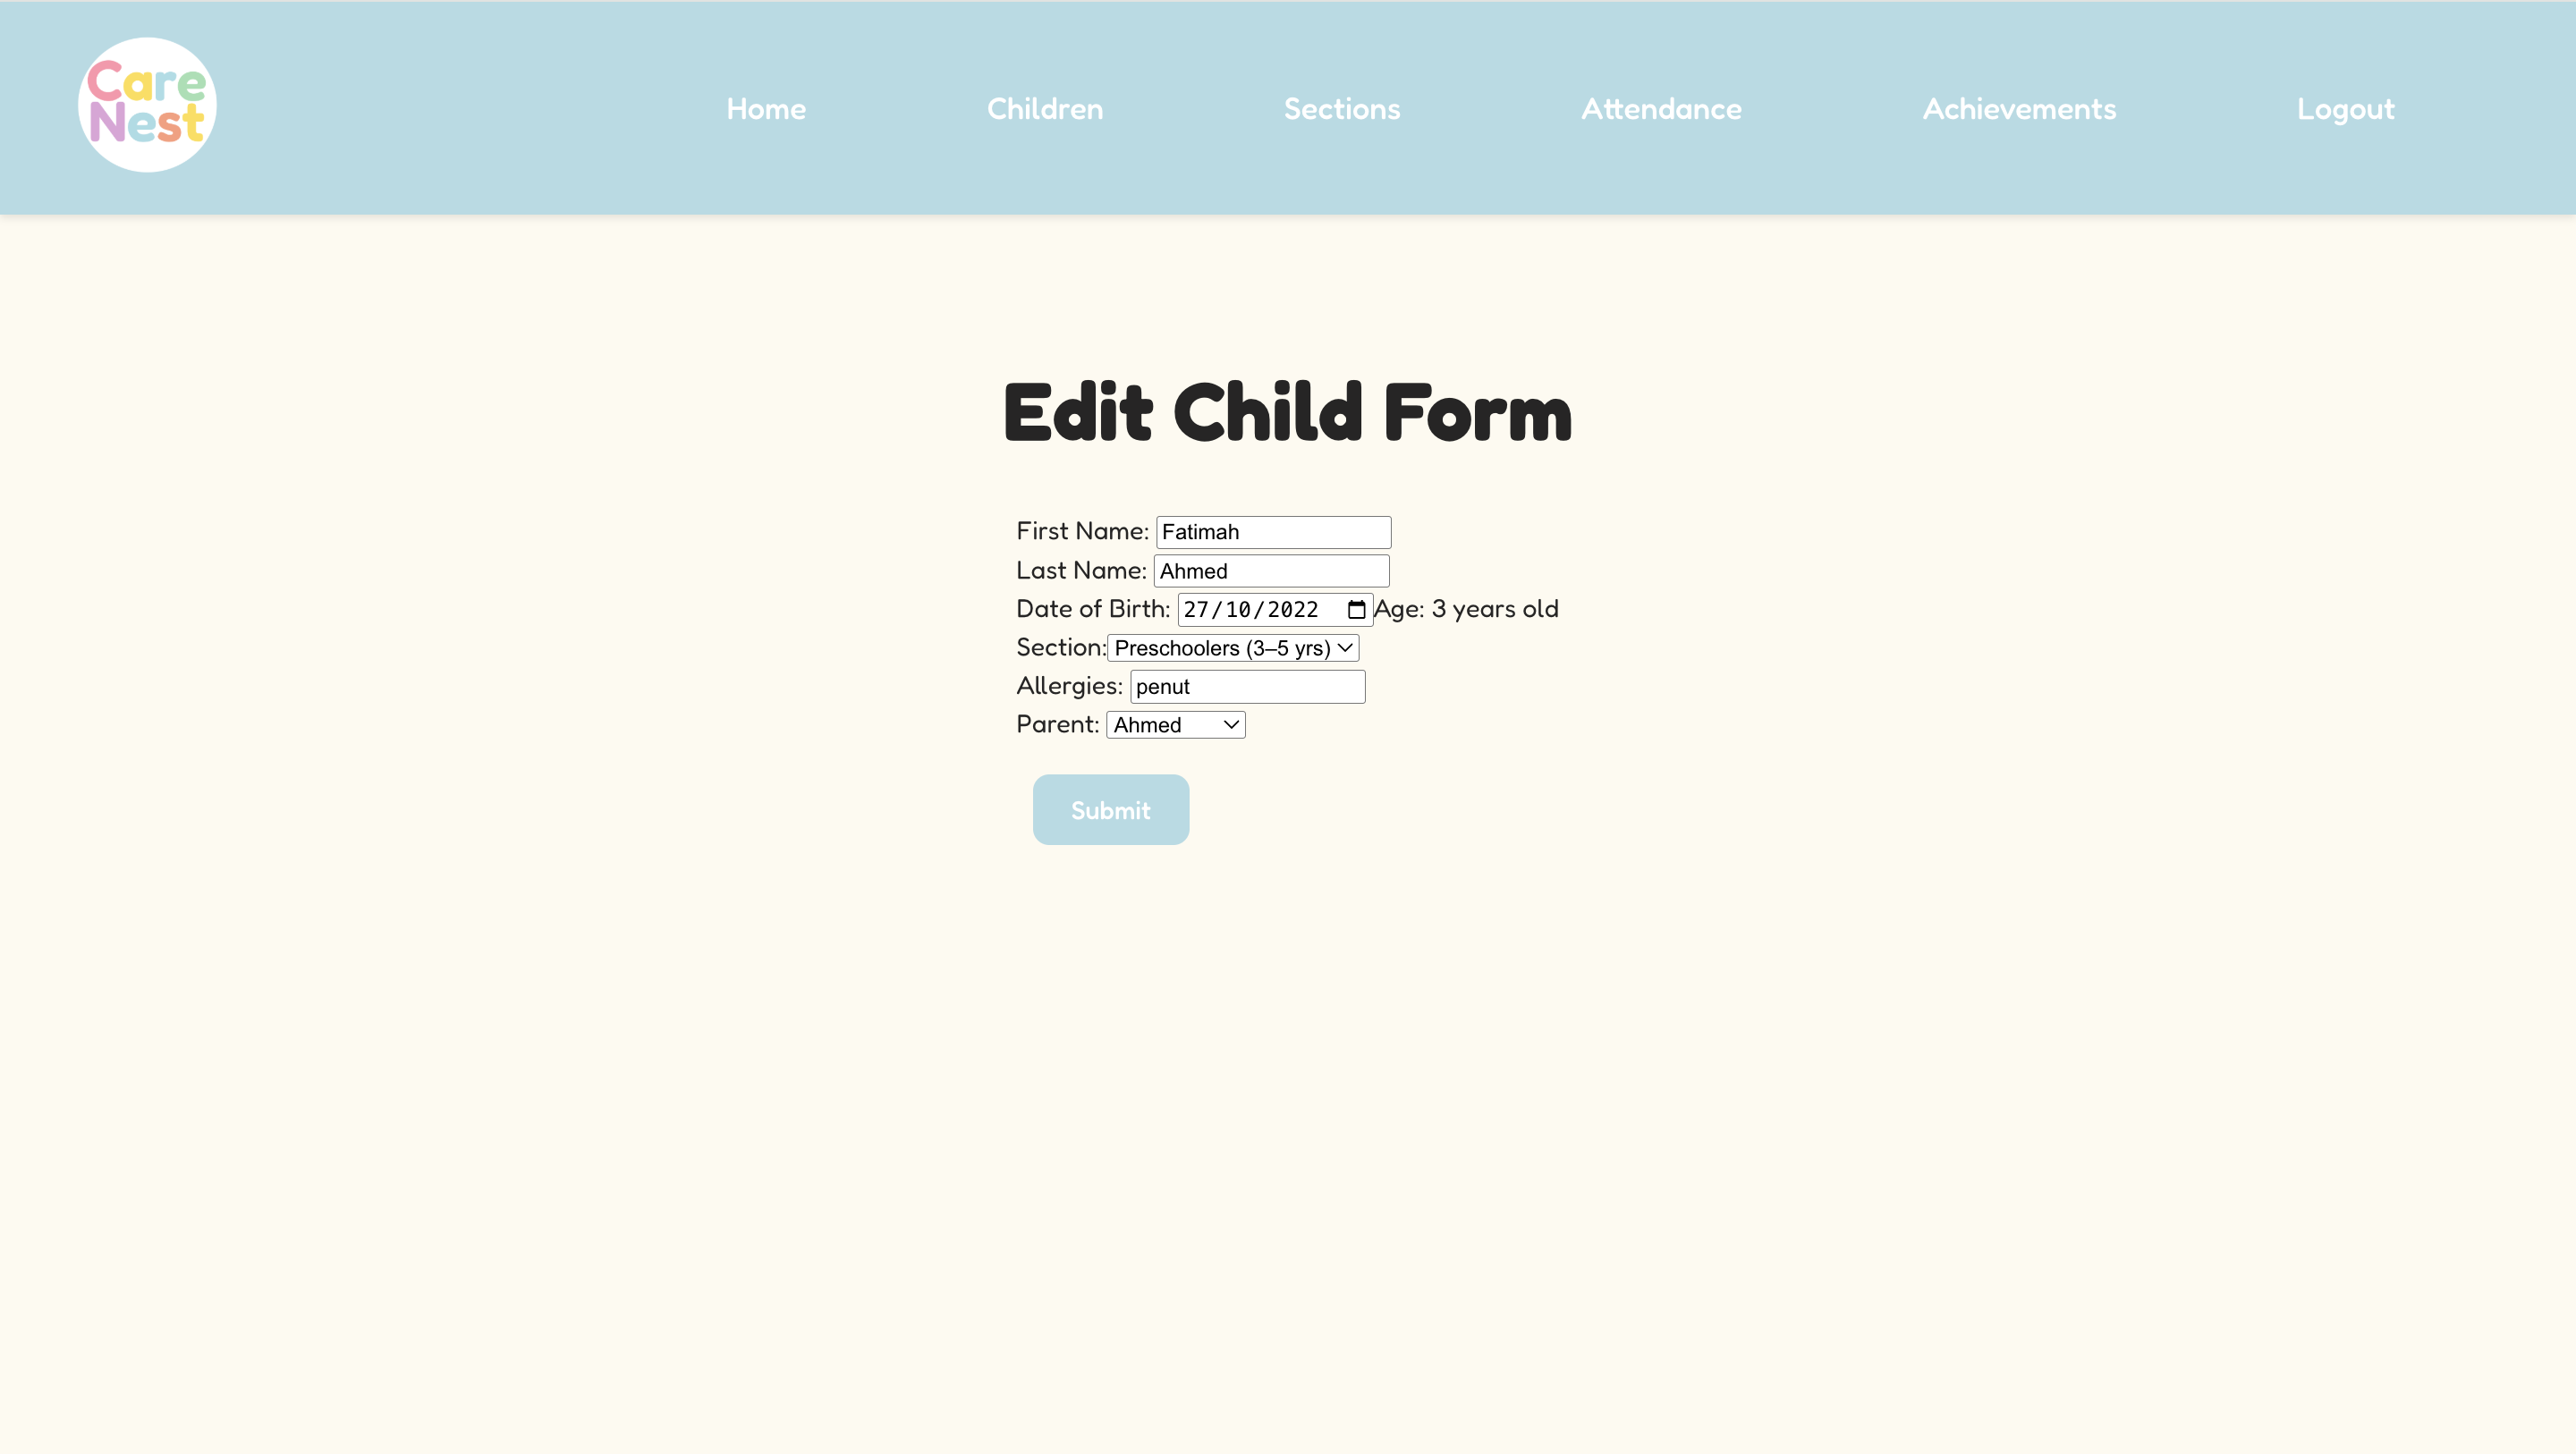 Care
Nest
Home Children Sections Attendance Achievements Logout
Edit Child Form
First Name: Fatimah
Last Name: Ahmed
Date of Birth: 27/10/2022 Age: 3 years old
Section: Preschoolers (3–5 yrs)
Allergies: penut
Parent: Ahmed
Submit